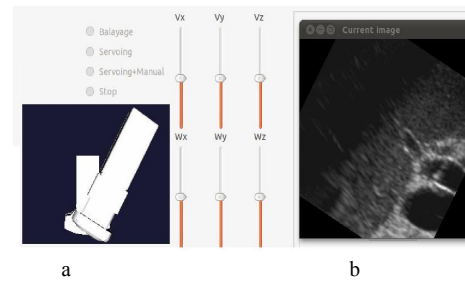 Vx Vy Vz
Balayage
Servoing
Servoing+Manual
Stop
Wx Wy Wz
Current image
a b